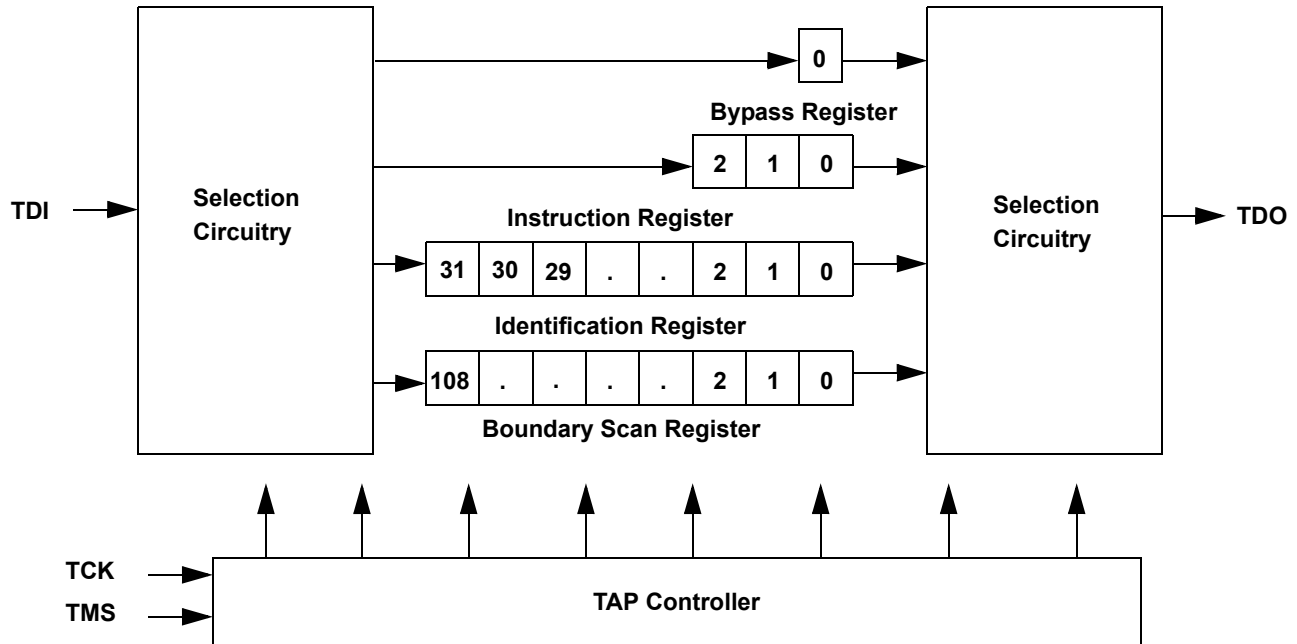 0
Bypass Register
2 1 0
TDI
Selection
Circuitry
Selection
Circuitry
TDO
Instruction Register
31 30 29 . . 2 1 0
Identification Register
108 . . . . 2 1 0
Boundary Scan Register
TCK
TMS
TAP Controller